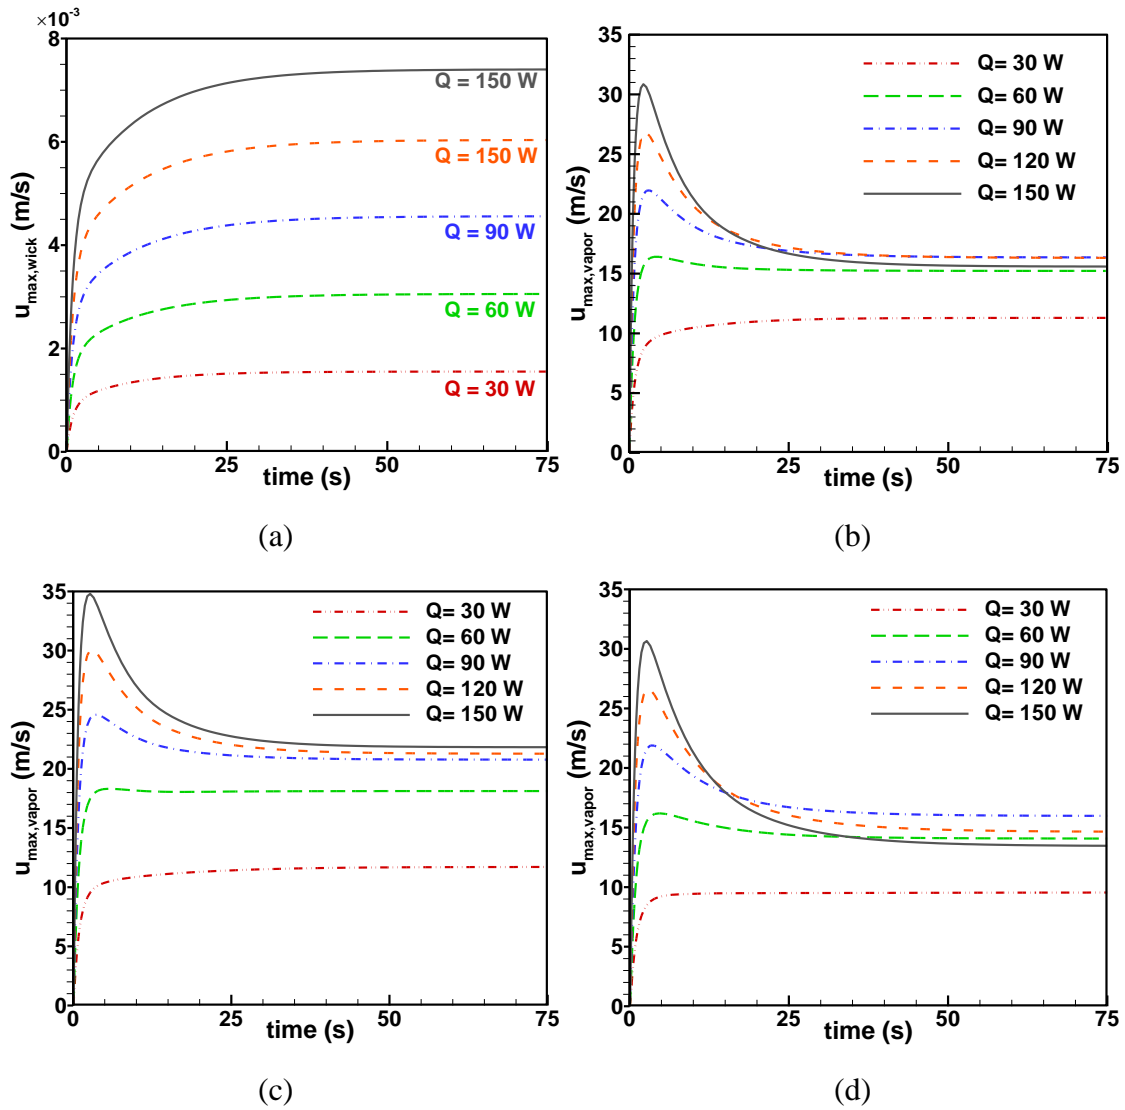 ×10⁻³
8
6
4
2
0
0 25 50 75
u_max,wick (m/s)
time (s)
Q = 150 W
Q = 150 W
Q = 90 W
Q = 60 W
Q = 30 W
(a)
35
30
25
20
15
10
5
0
0 25 50 75
u_max,vapor (m/s)
time (s)
Q= 30 W
Q= 60 W
Q= 90 W
Q= 120 W
Q= 150 W
(b)
35
30
25
20
15
10
5
0
0 25 50 75
u_max,vapor (m/s)
time (s)
Q= 30 W
Q= 60 W
Q= 90 W
Q= 120 W
Q= 150 W
(c)
35
30
25
20
15
10
5
0
0 25 50 75
u_max,vapor (m/s)
time (s)
Q= 30 W
Q= 60 W
Q= 90 W
Q= 120 W
Q= 150 W
(d)